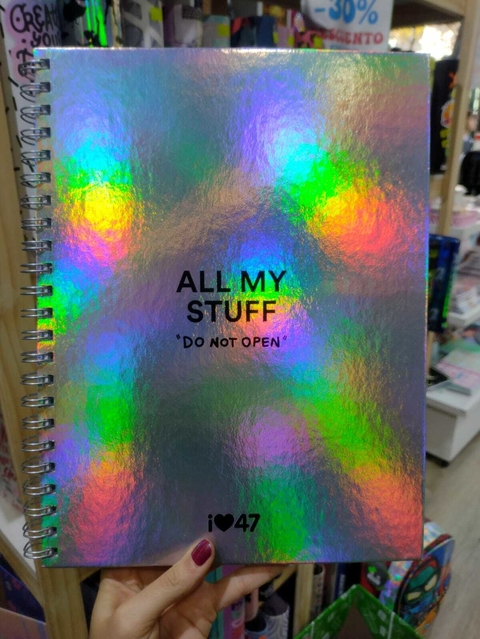 -30%
ALL MY
STUFF
"DO NOT OPEN"
i♥47